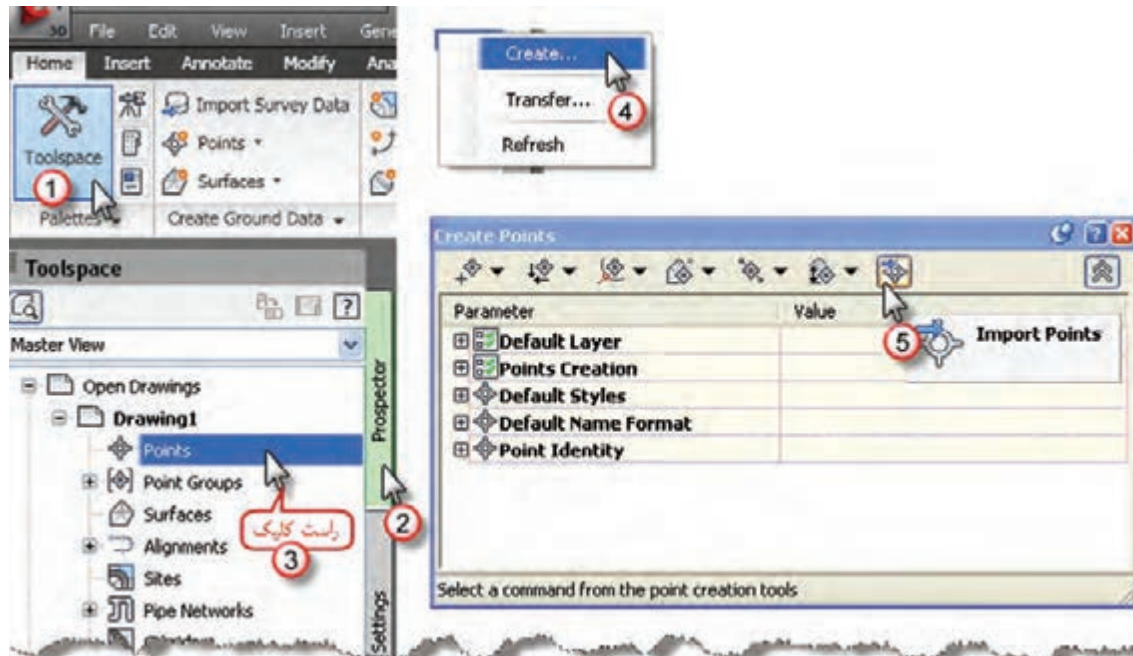 3D File Edit View Insert Gene
Home Insert Annotate Modify Ana
Toolspace
Import Survey Data
Points
Surfaces
1
Palettes
Create Ground Data
Toolspace
Master View
Open Drawings
Drawing1
Points
Point Groups
Surfaces
Alignments
Sites
Pipe Networks
راست کلیک
3
Prospector
2
Settings
Create...
4
Transfer...
Refresh
Create Points
Parameter Value
Default Layer
Points Creation
Default Styles
Default Name Format
Point Identity
5
Import Points
Select a command from the point creation tools